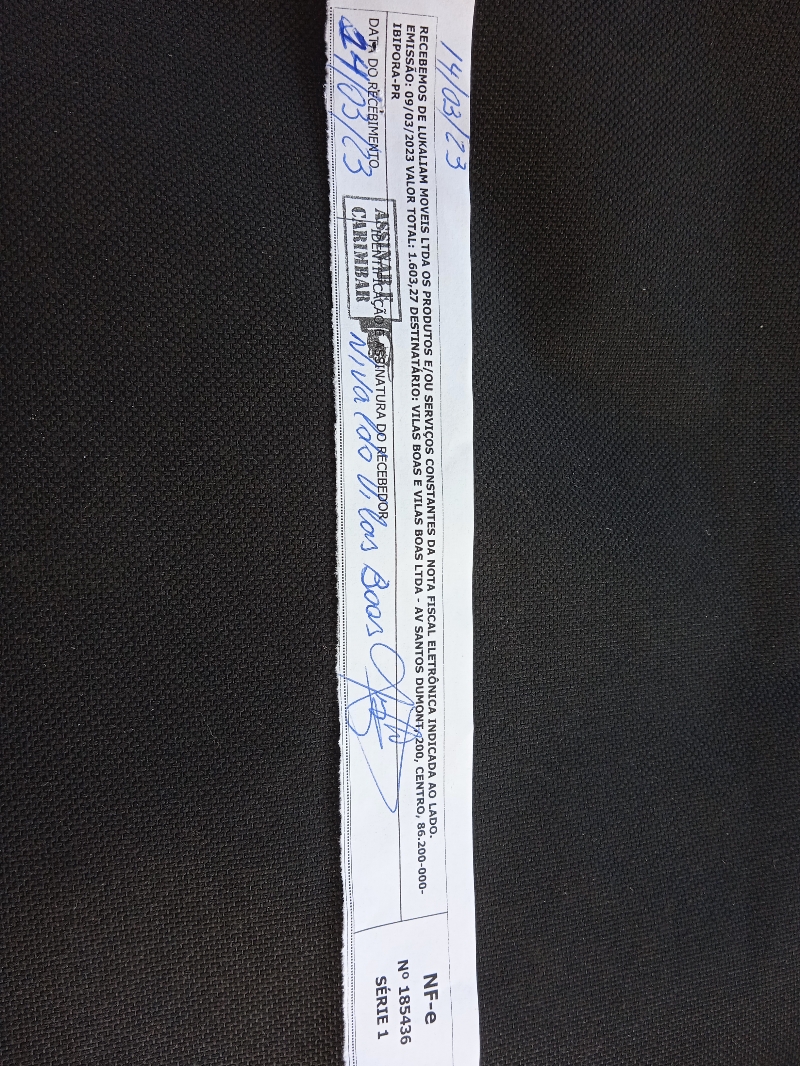 14/03/23
RECEBEMOS DE LUKALIAM MOVEIS LTDA OS PRODUTOS E/OU SERVIÇOS CONSTANTES DA NOTA FISCAL ELETRÔNICA INDICADA AO LADO.
EMISSÃO: 09/03/2023 VALOR TOTAL: 1.603,27 DESTINATÁRIO: VILAS BOAS E VILAS BOAS LTDA - AV SANTOS DUMONT, 200, CENTRO, 86.200-000-
IBIPORA-PR
NF-e
Nº 185436
SÉRIE 1
DATA DO RECEBIMENTO
24/03/23
IDENTIFICAÇÃO E ASSINATURA DO RECEBEDOR
ASSINAR E
CARIMBAR
Nivaldo Vilas Boas